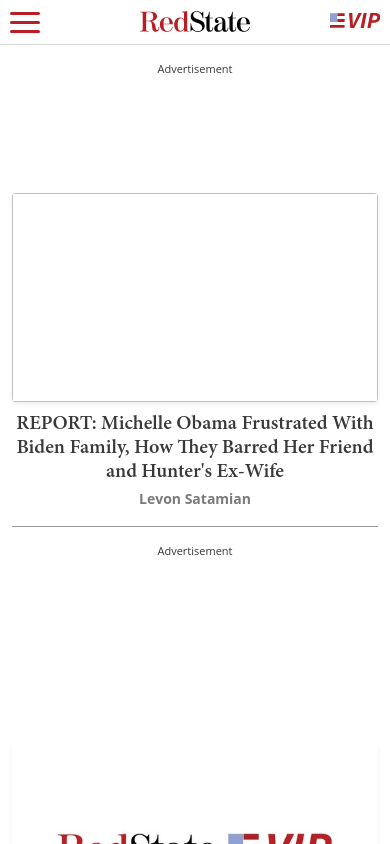 RedState
VIP
Advertisement
REPORT: Michelle Obama Frustrated With
Biden Family, How They Barred Her Friend
and Hunter's Ex-Wife
Levon Satamian
Advertisement
RedState VIP